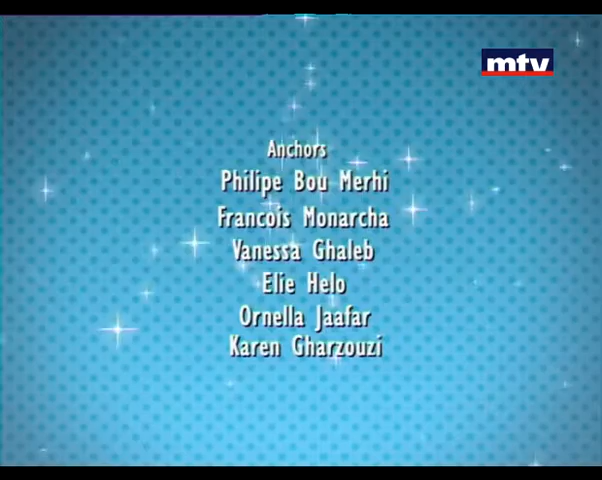 mtv
Anchors
Philipe Bou Merhi
Francois Monarcha
Vanessa Ghaleb
Elie Helo
Ornella Jaafar
Karen Gharzouzi